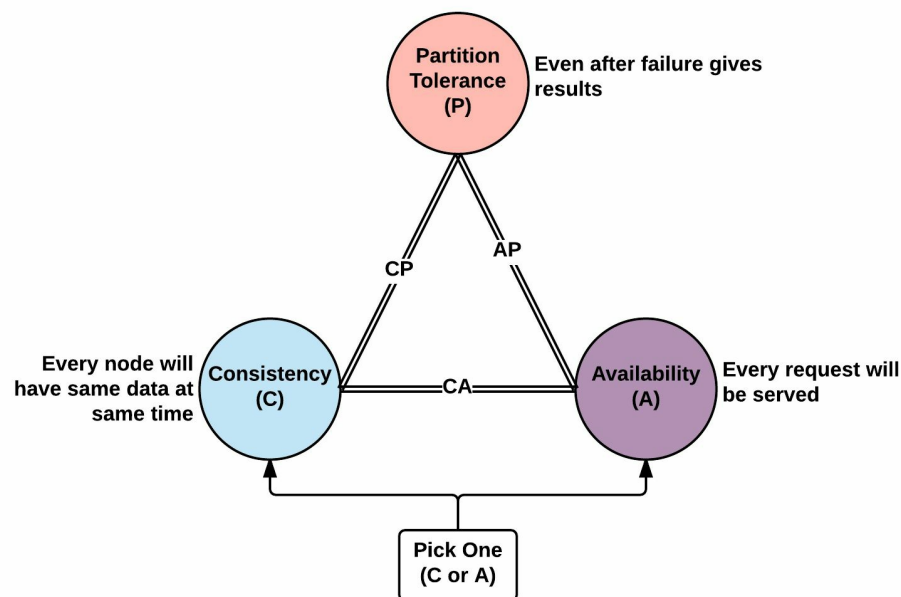 Partition
Tolerance
(P)
Even after failure gives
results
CP
AP
Every node will
have same data at
same time
Consistency
(C)
CA
Availability
(A)
Every request will
be served
Pick One
(C or A)